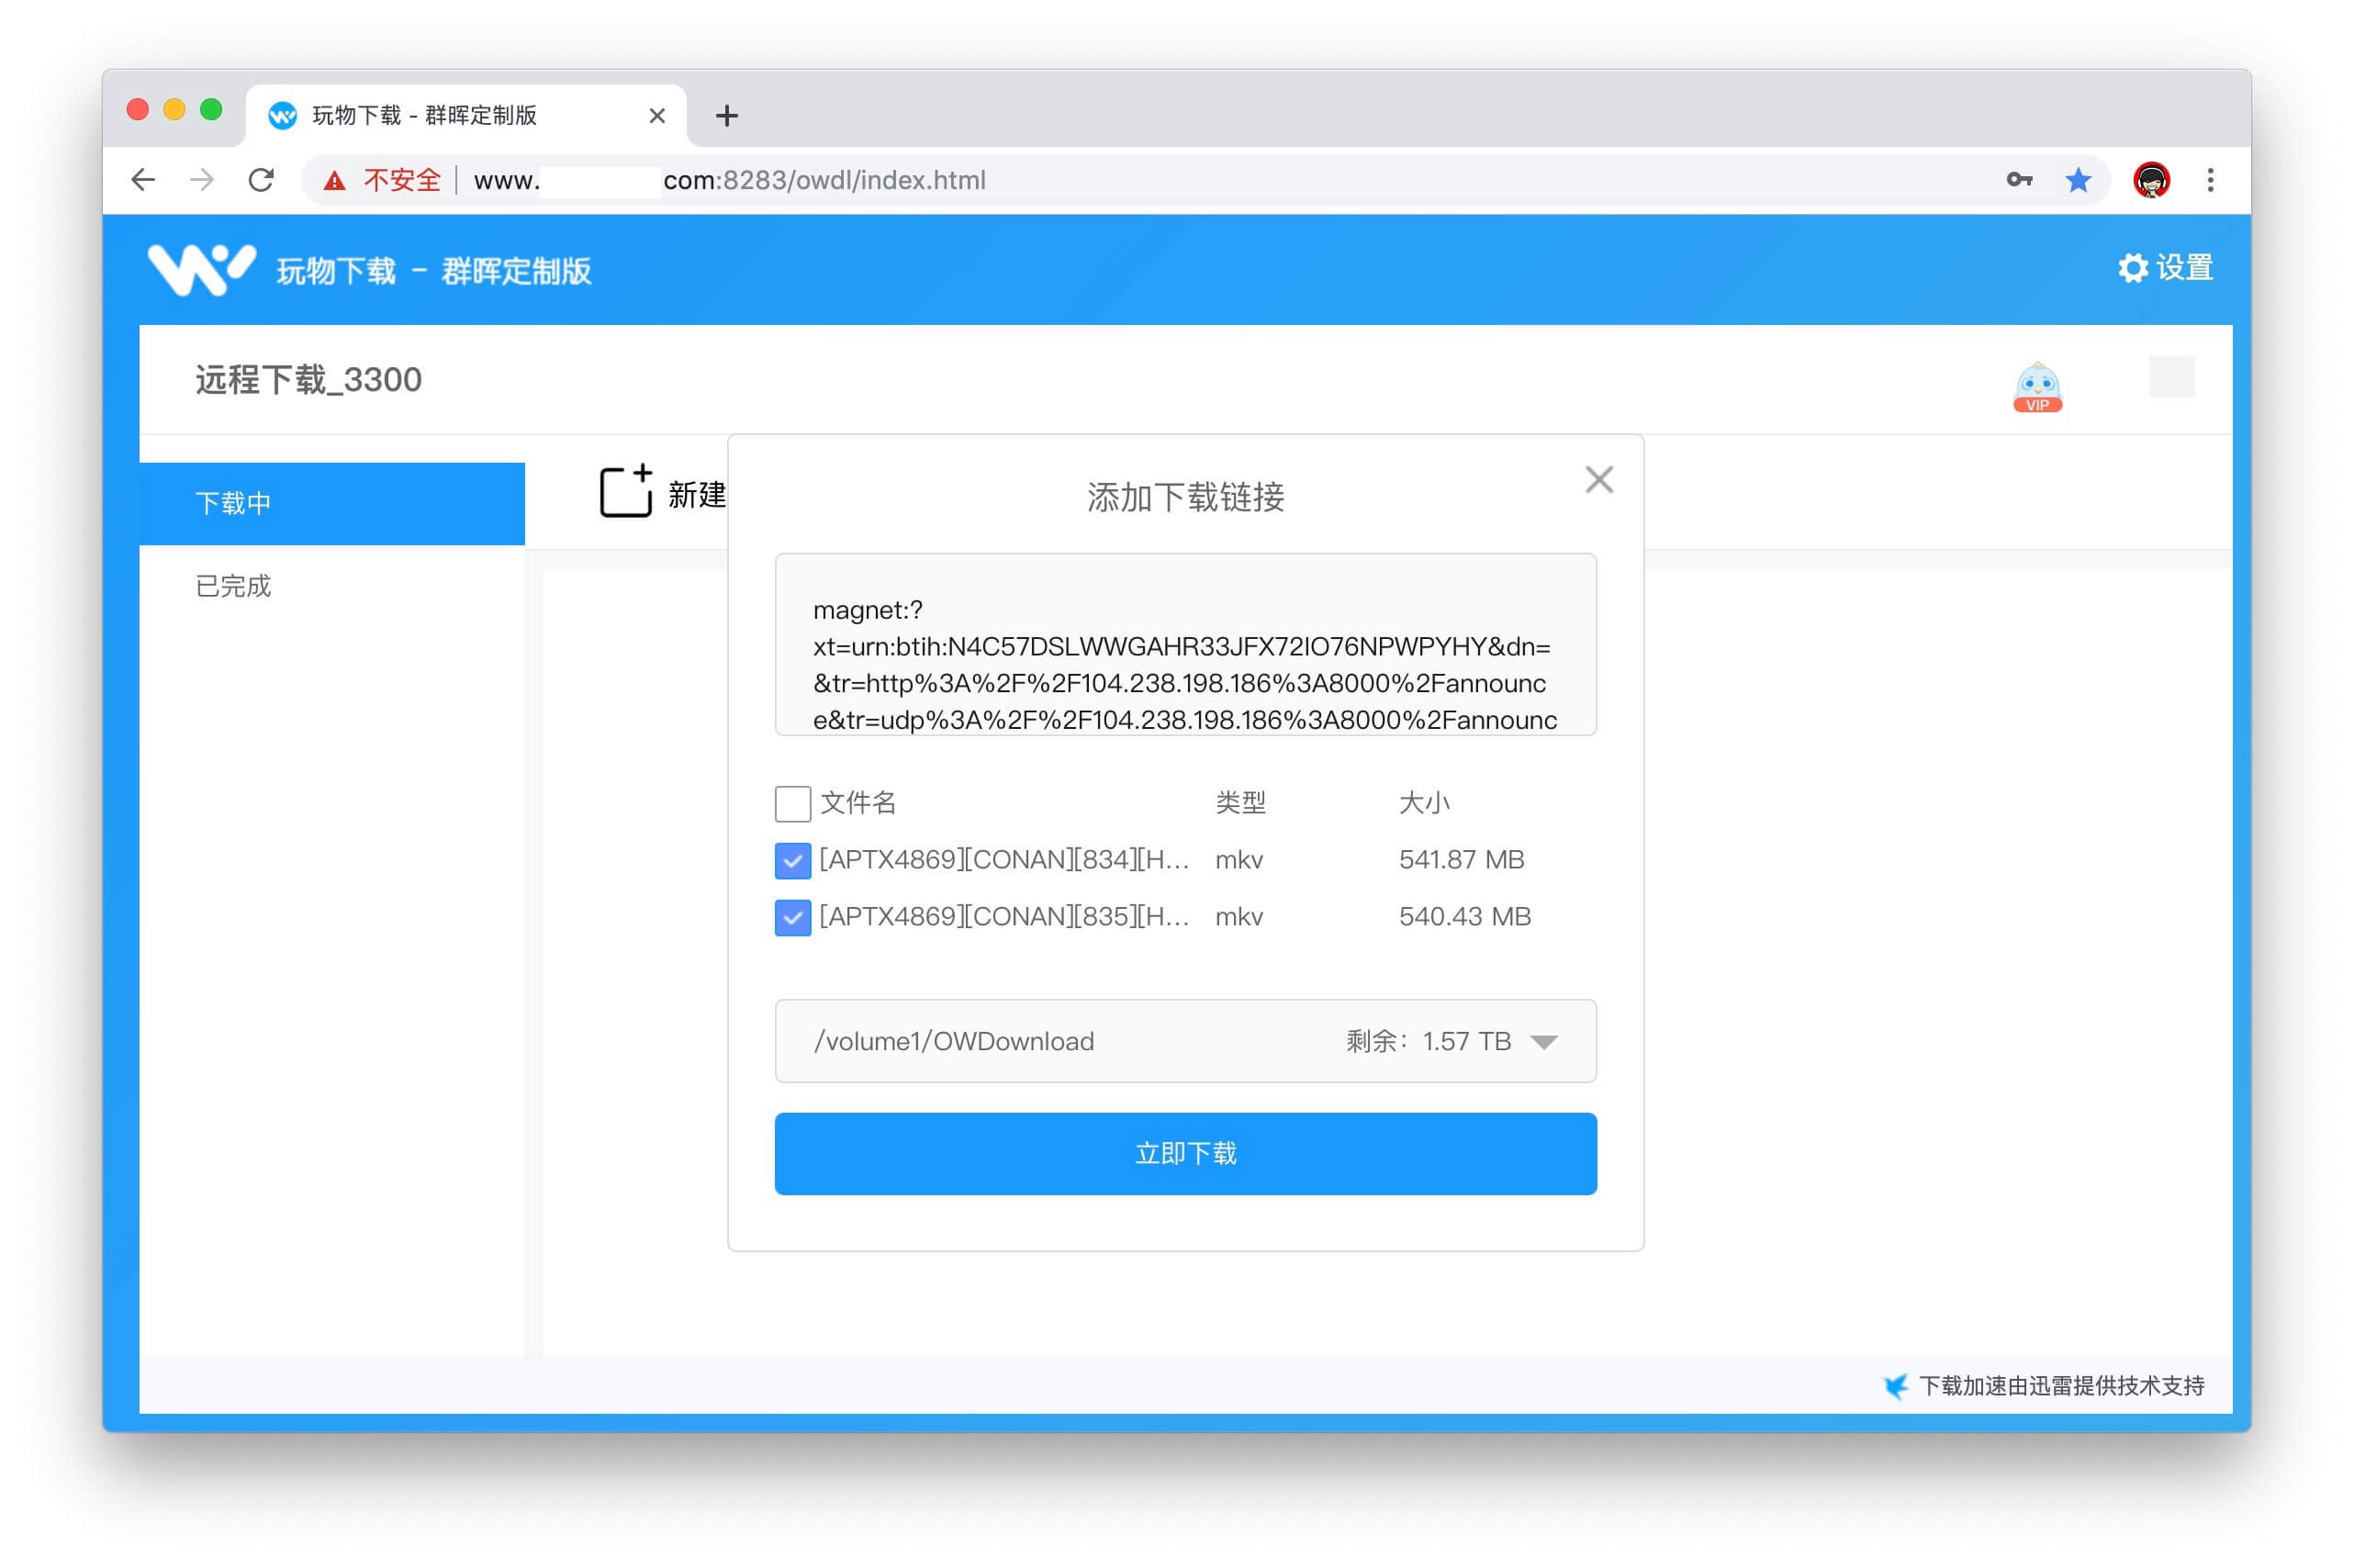 玩物下载 - 群晖定制版
不安全
www. com:8283/owdl/index.html
玩物下载 - 群晖定制版
设置
远程下载_3300
VIP
下载中
已完成
新建
添加下载链接
magnet:?
xt=urn:btih:N4C57DSLWWGAHR33JFX72IO76NPWPYHY&dn=
&tr=http%3A%2F%2F104.238.198.186%3A8000%2Fannounc
e&tr=udp%3A%2F%2F104.238.198.186%3A8000%2Fannounc
文件名 类型 大小
[APTX4869][CONAN][834][H... mkv 541.87 MB
[APTX4869][CONAN][835][H... mkv 540.43 MB
/volume1/OWDownload 剩余：1.57 TB
立即下载
下载加速由迅雷提供技术支持